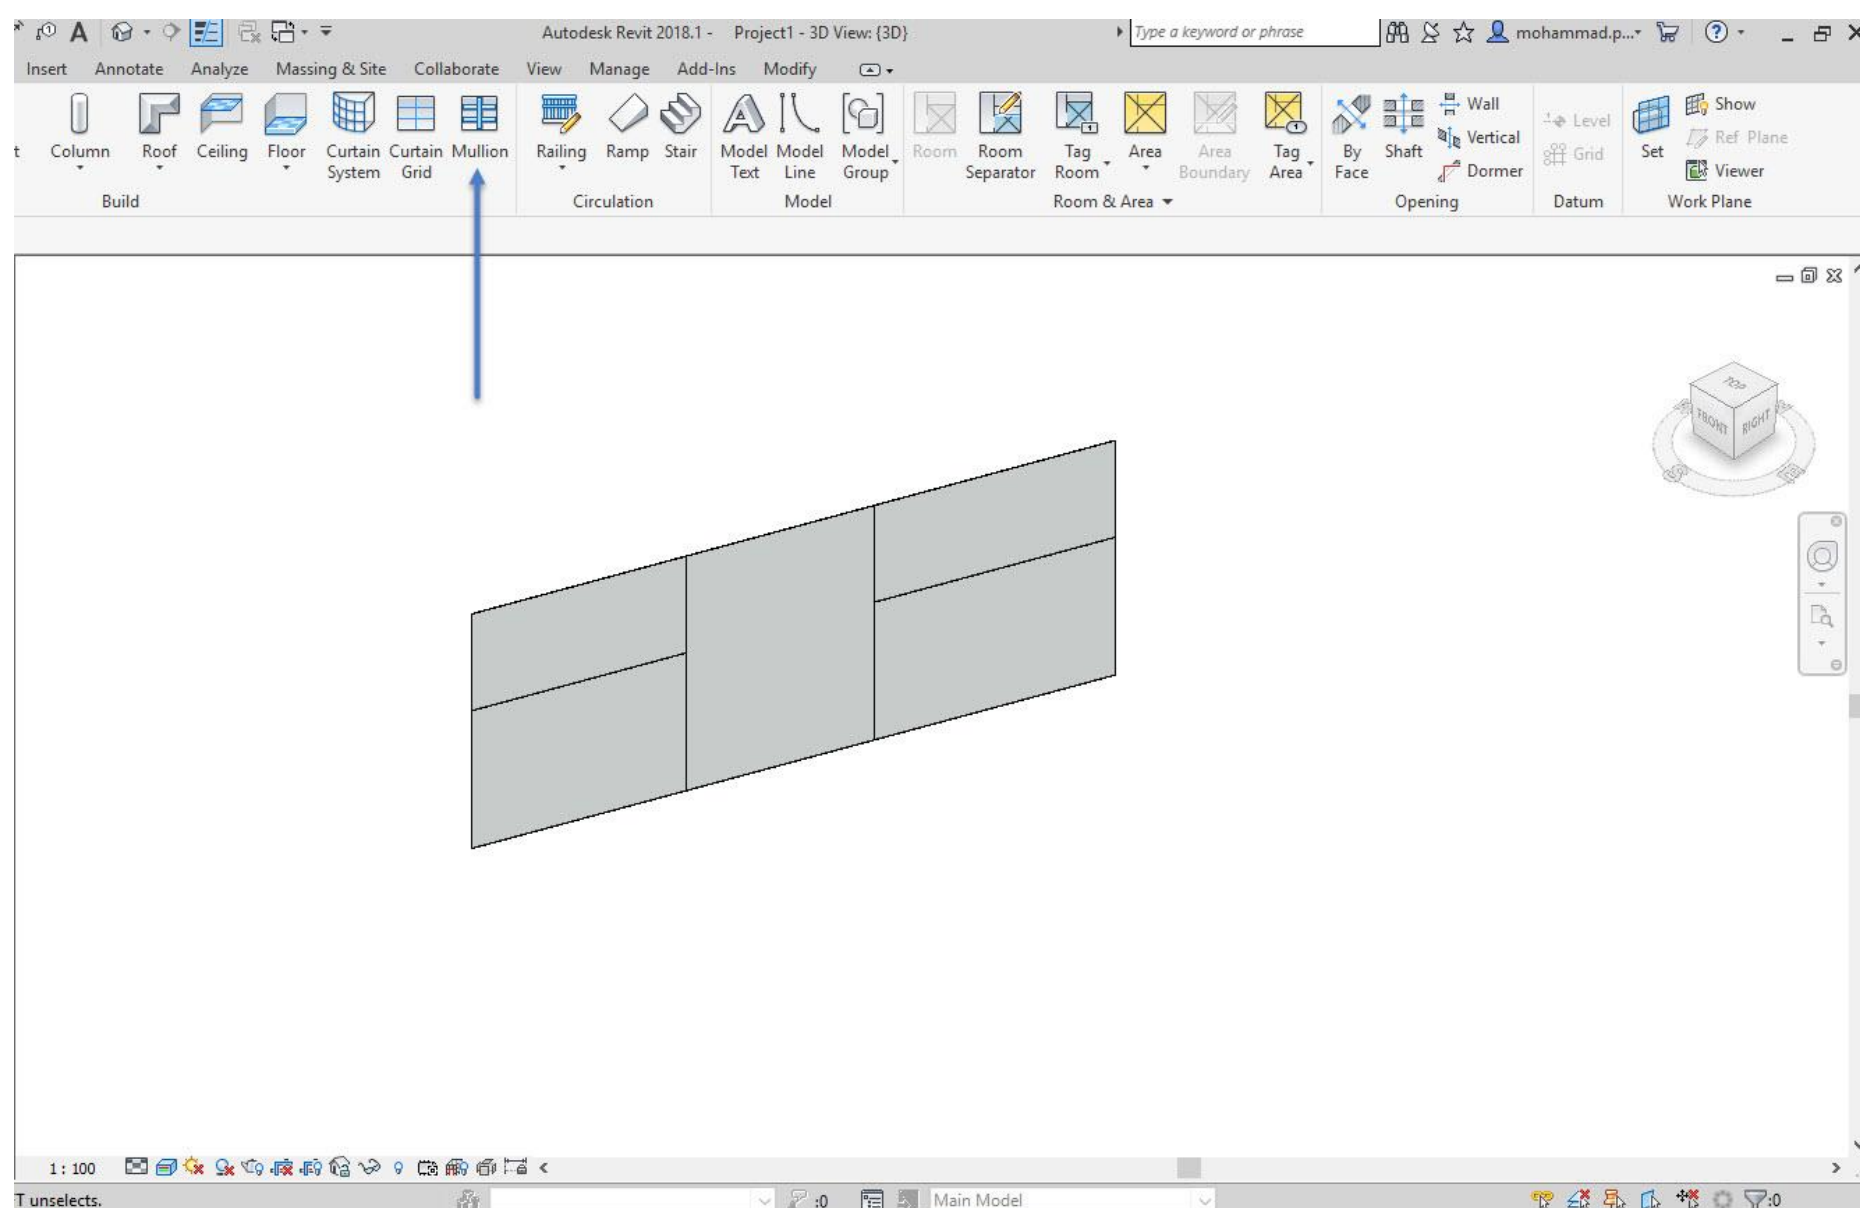 A Autodesk Revit 2018.1 - Project1 - 3D View: {3D} Type a keyword or phrase mohammad.p... ?
Insert Annotate Analyze Massing & Site Collaborate View Manage Add-Ins Modify
t Column Roof Ceiling Floor Curtain System Curtain Grid Mullion Railing Ramp Stair Model Text Model Line Model Group Room Room Separator Tag Room Area Area Boundary Tag Area By Face Shaft Wall Vertical Dormer Level Grid Set Show Ref Plane Viewer
Build Circulation Model Room & Area Opening Datum Work Plane
TOP
FRONT RIGHT
1 : 100
T unselects. :0 Main Model :0